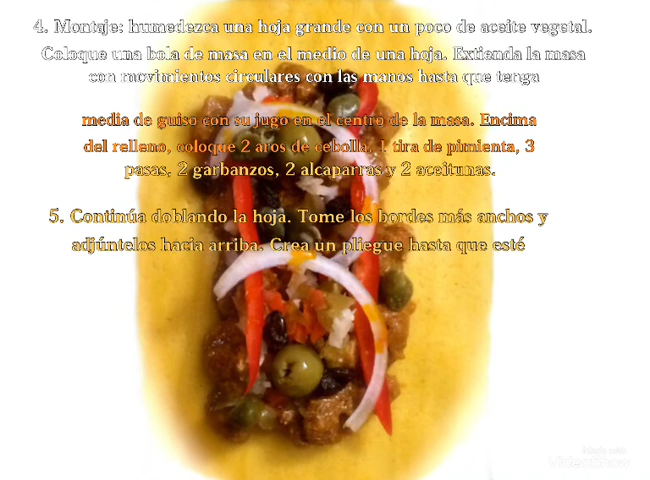 4. Montaje: humedezca una hoja grande con un poco de aceite vegetal.
Coloque una bola de masa en el medio de una hoja. Extienda la masa
con movimientos circulares con las manos hasta que tenga
media de guiso con su jugo en el centro de la masa. Encima
del relleno, coloque 2 aros de cebolla, 1 tira de pimienta, 3
pasas, 2 garbanzos, 2 alcaparras y 2 aceitunas.
5. Continúa doblando la hoja. Tome los bordes más anchos y
adjúntelos hacia arriba. Crea un pliegue hasta que esté
Made with
VideoShow